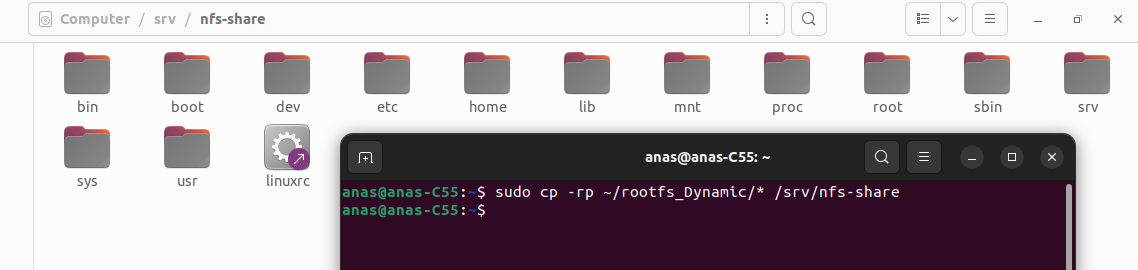 Computer / srv / nfs-share
bin boot dev etc home lib mnt proc root sbin srv
sys usr linuxrc
anas@anas-C55: ~
anas@anas-C55:~$ sudo cp -rp ~/rootfs_Dynamic/* /srv/nfs-share
anas@anas-C55:~$